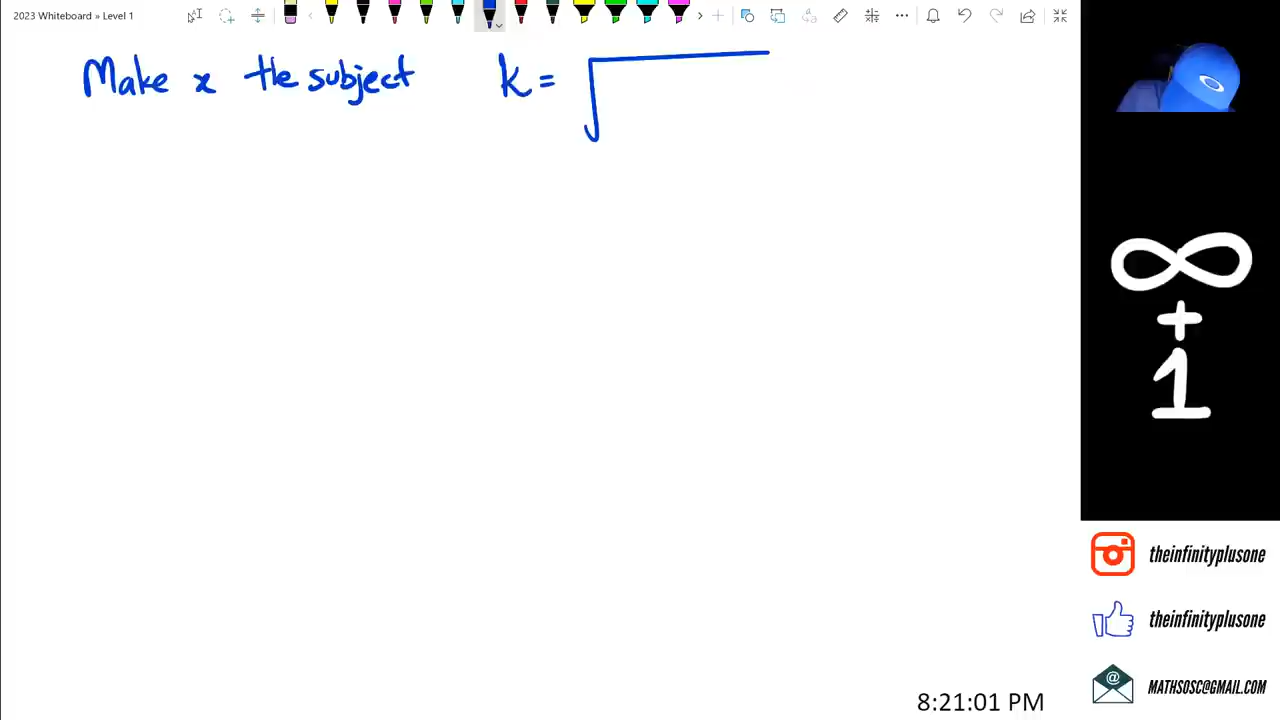 2023 Whiteboard » Level 1
Make x the subject k = √
∞
+
1
theinfinityplusone
theinfinityplusone
@
MATHSOSC@GMAIL.COM
8:21:01 PM